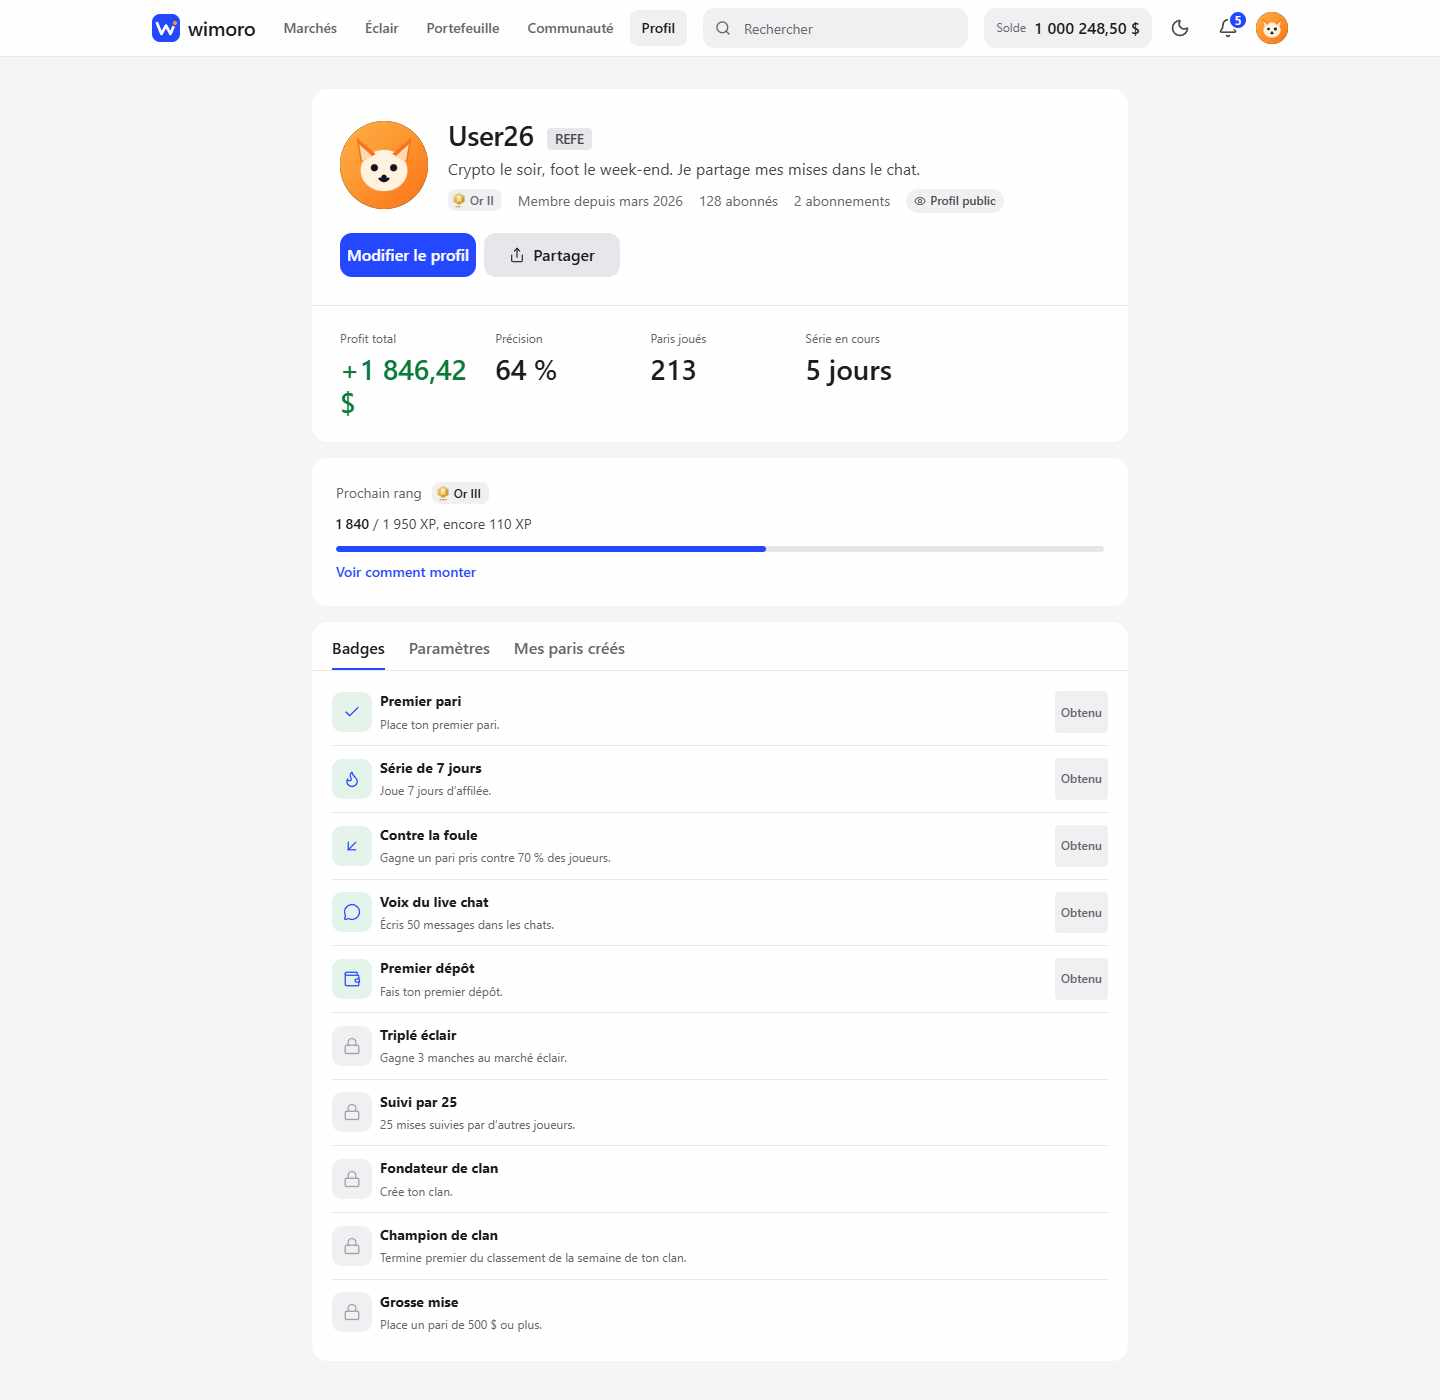 wimoro
Marchés
Éclair
Portefeuille
Communauté
Profil
Rechercher
Solde 1 000 248,50 $
5
User26 REFE
Crypto le soir, foot le week-end. Je partage mes mises dans le chat.
Or II Membre depuis mars 2026 128 abonnés 2 abonnements Profil public
Modifier le profil
Partager
Profit total
+1 846,42
$
Précision
64 %
Paris joués
213
Série en cours
5 jours
Prochain rang Or III
1 840 / 1 950 XP, encore 110 XP
Voir comment monter
Badges
Paramètres
Mes paris créés
Premier pari
Place ton premier pari.
Obtenu
Série de 7 jours
Joue 7 jours d'affilée.
Obtenu
Contre la foule
Gagne un pari pris contre 70 % des joueurs.
Obtenu
Voix du live chat
Écris 50 messages dans les chats.
Obtenu
Premier dépôt
Fais ton premier dépôt.
Obtenu
Triplé éclair
Gagne 3 manches au marché éclair.
Suivi par 25
25 mises suivies par d'autres joueurs.
Fondateur de clan
Crée ton clan.
Champion de clan
Termine premier du classement de la semaine de ton clan.
Grosse mise
Place un pari de 500 $ ou plus.